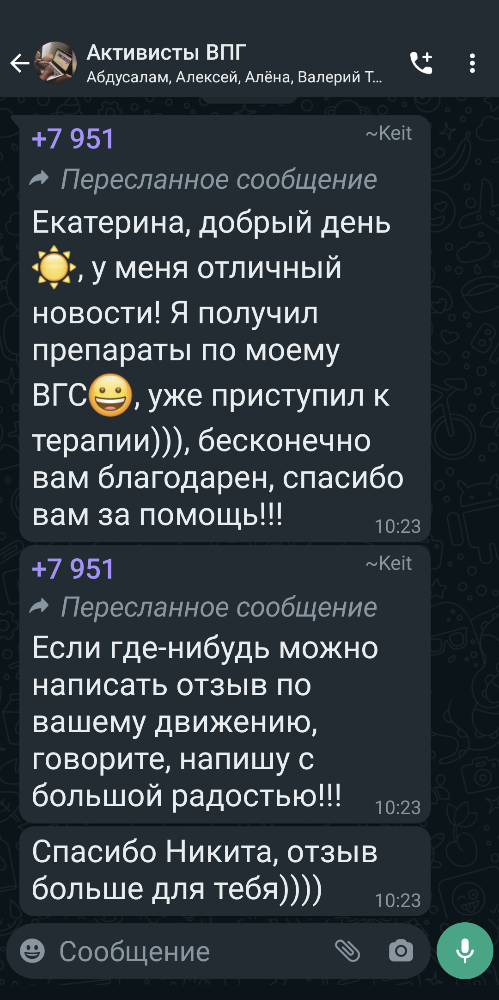 Активисты ВПГ
Абдусалам, Алексей, Алёна, Валерий Т...
+7 951
~Keit
Пересланное сообщение
Екатерина, добрый день
☀️, у меня отличный
новости! Я получил
препараты по моему
ВГС😀, уже приступил к
терапии))), бесконечно
вам благодарен, спасибо
вам за помощь!!!
10:23
+7 951
~Keit
Пересланное сообщение
Если где-нибудь можно
написать отзыв по
вашему движению,
говорите, напишу с
большой радостью!!!
10:23
Спасибо Никита, отзыв
больше для тебя))))
10:23
Сообщение